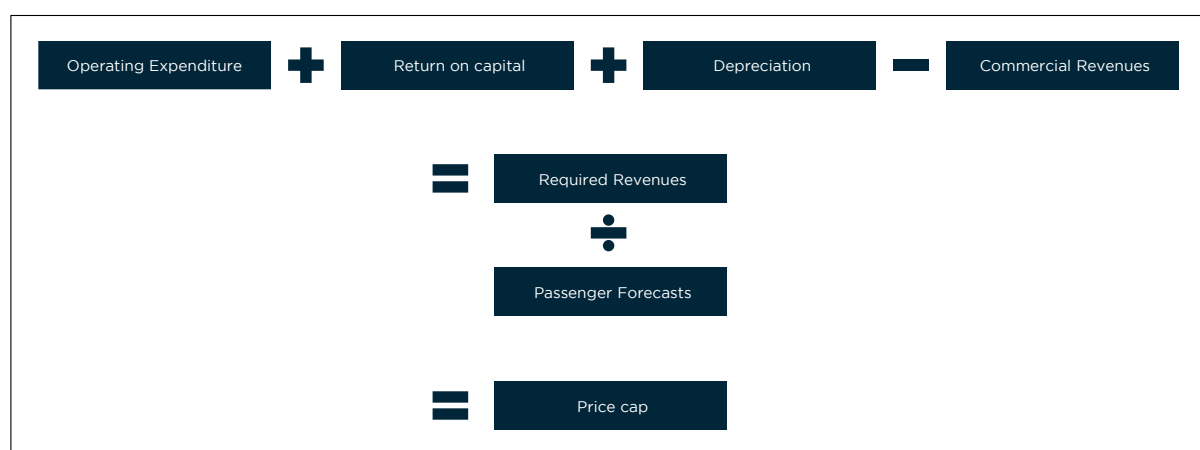 Operating Expenditure + Return on capital + Depreciation − Commercial Revenues
= Required Revenues
÷
Passenger Forecasts
= Price cap